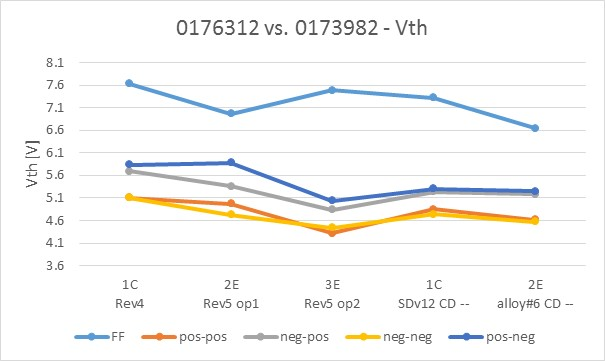 0176312 vs. 0173982 - Vth
8.1
7.6
7.1
6.6
6.1
5.6
5.1
4.6
4.1
3.6
Vth [V]
1C 2E 3E 1C 2E
Rev4 Rev5 op1 Rev5 op2 SDv12 CD -- alloy#6 CD --
FF pos-pos neg-pos neg-neg pos-neg